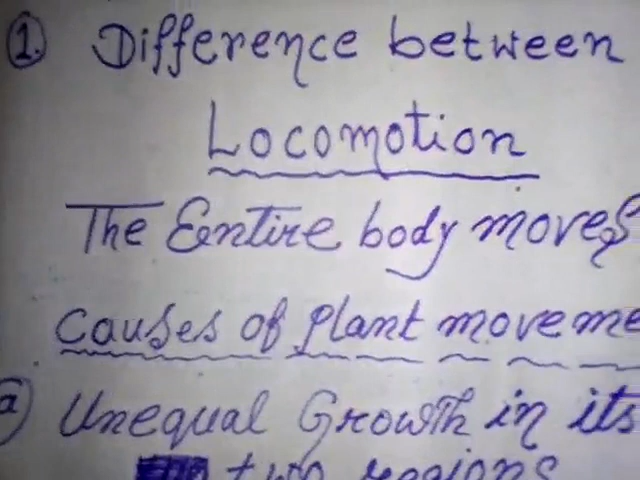 1. Difference between
Locomotion
The Entire body moves
Causes of plant moveme
a) Unequal Growth in its
two regions